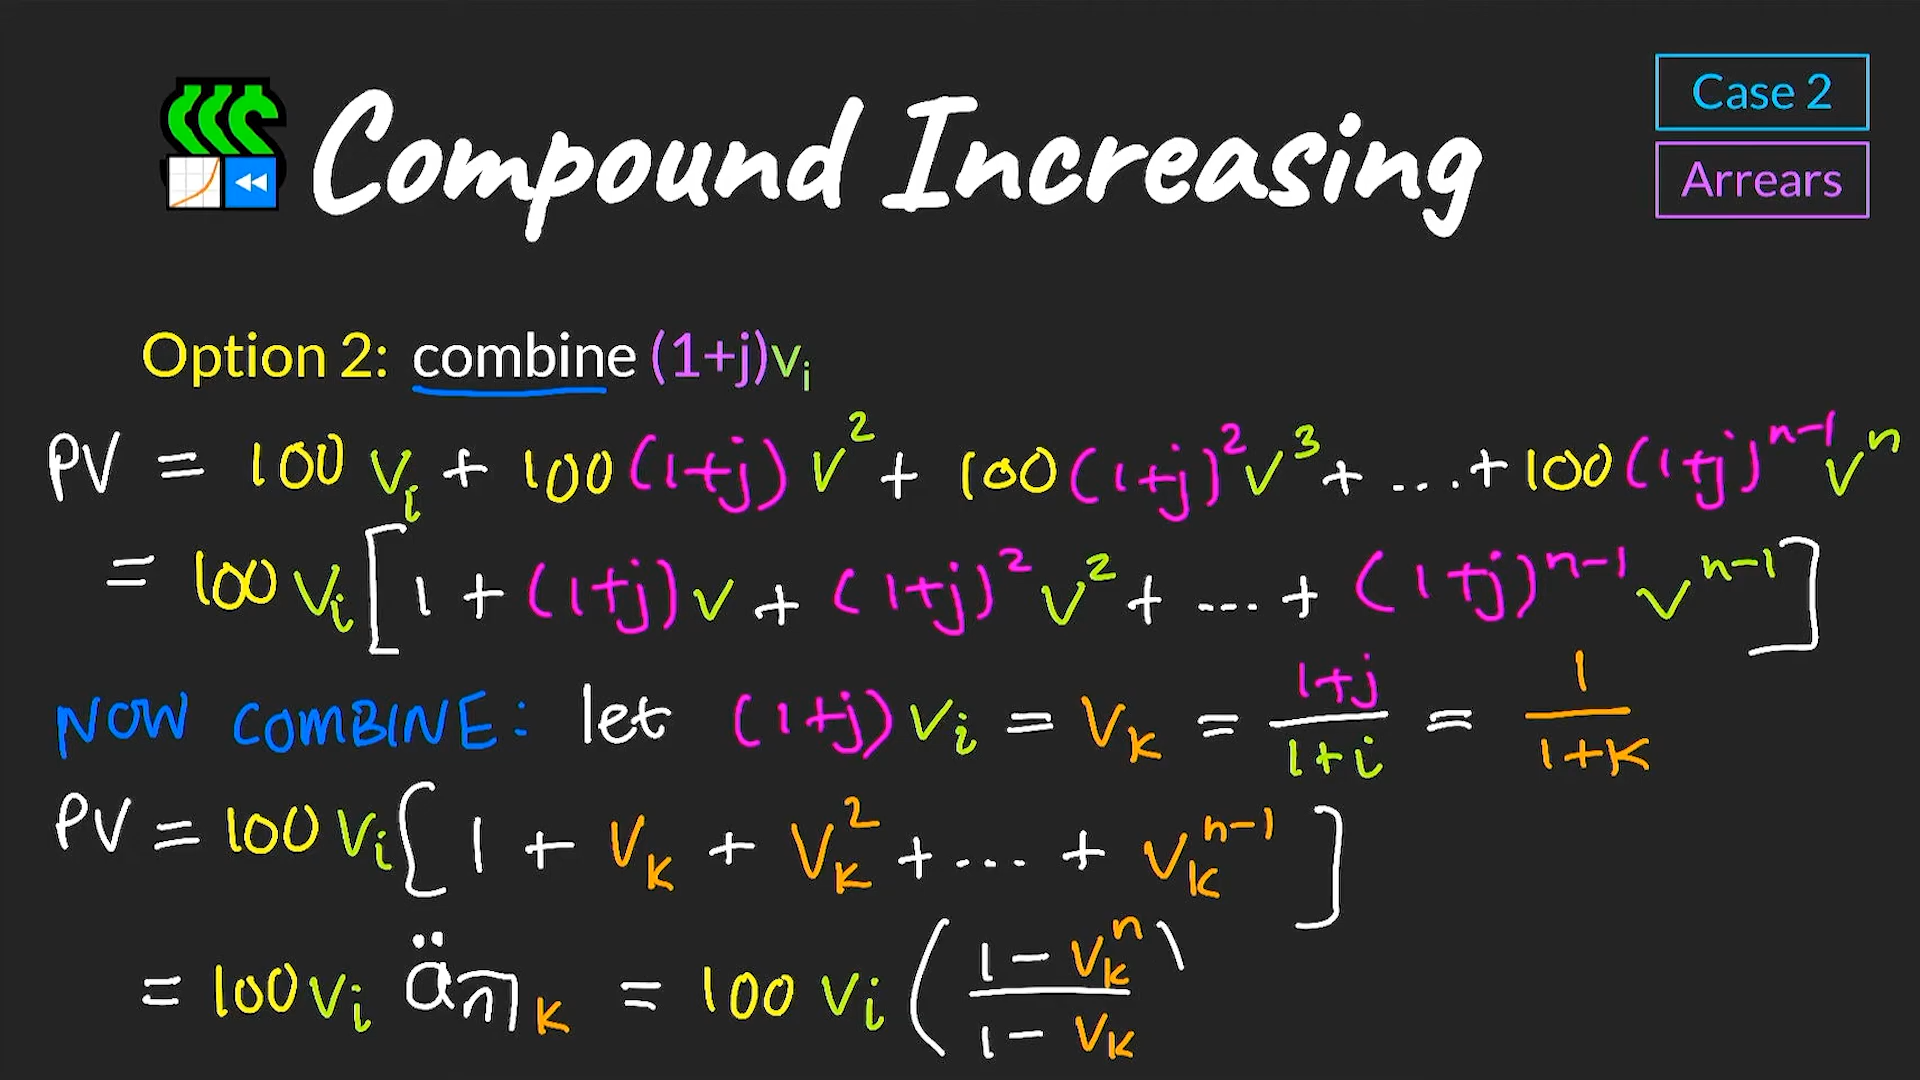 Compound Increasing
Case 2
Arrears
Option 2: combine (1+j)vᵢ
PV = 100 vᵢ + 100 (1+j) v² + 100 (1+j)² v³ + ... + 100 (1+j)ⁿ⁻¹ vⁿ
= 100 vᵢ [ 1 + (1+j) v + (1+j)² v² + ... + (1+j)ⁿ⁻¹ vⁿ⁻¹ ]
NOW COMBINE: let (1+j) vᵢ = vₖ = (1+j)/(1+i) = 1/(1+k)
PV = 100 vᵢ [ 1 + vₖ + vₖ² + ... + vₖⁿ⁻¹ ]
= 100 vᵢ ä n̅| ₖ = 100 vᵢ ( (1 - vₖⁿ)/(1 - vₖ)